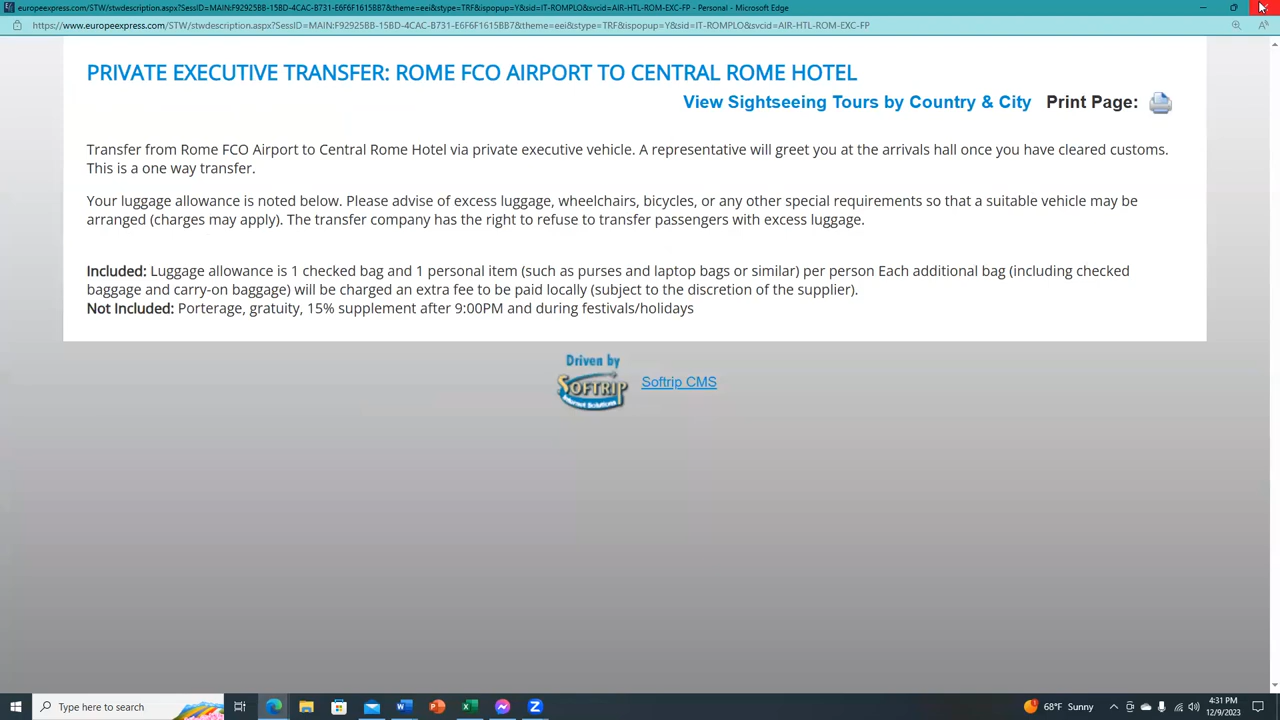 europeexpress.com/STW/stwdescription.aspx?SessID=MAIN:F92925BB-15BD-4CAC-B731-E6F6F1615BB7&theme=eei&stype=TRF&ispopup=Y&sid=IT-ROMPLO&svcid=AIR-HTL-ROM-EXC-FP - Personal - Microsoft Edge
https://www.europeexpress.com/STW/stwdescription.aspx?SessID=MAIN:F92925BB-15BD-4CAC-B731-E6F6F1615BB7&theme=eei&stype=TRF&ispopup=Y&sid=IT-ROMPLO&svcid=AIR-HTL-ROM-EXC-FP
PRIVATE EXECUTIVE TRANSFER: ROME FCO AIRPORT TO CENTRAL ROME HOTEL
View Sightseeing Tours by Country & City Print Page:
Transfer from Rome FCO Airport to Central Rome Hotel via private executive vehicle. A representative will greet you at the arrivals hall once you have cleared customs.
This is a one way transfer.
Your luggage allowance is noted below. Please advise of excess luggage, wheelchairs, bicycles, or any other special requirements so that a suitable vehicle may be
arranged (charges may apply). The transfer company has the right to refuse to transfer passengers with excess luggage.
Included: Luggage allowance is 1 checked bag and 1 personal item (such as purses and laptop bags or similar) per person Each additional bag (including checked
baggage and carry-on baggage) will be charged an extra fee to be paid locally (subject to the discretion of the supplier).
Not Included: Porterage, gratuity, 15% supplement after 9:00PM and during festivals/holidays
Driven by
SOFTRIP
Internet Solutions
Softrip CMS
Type here to search
68°F Sunny
4:31 PM
12/9/2023